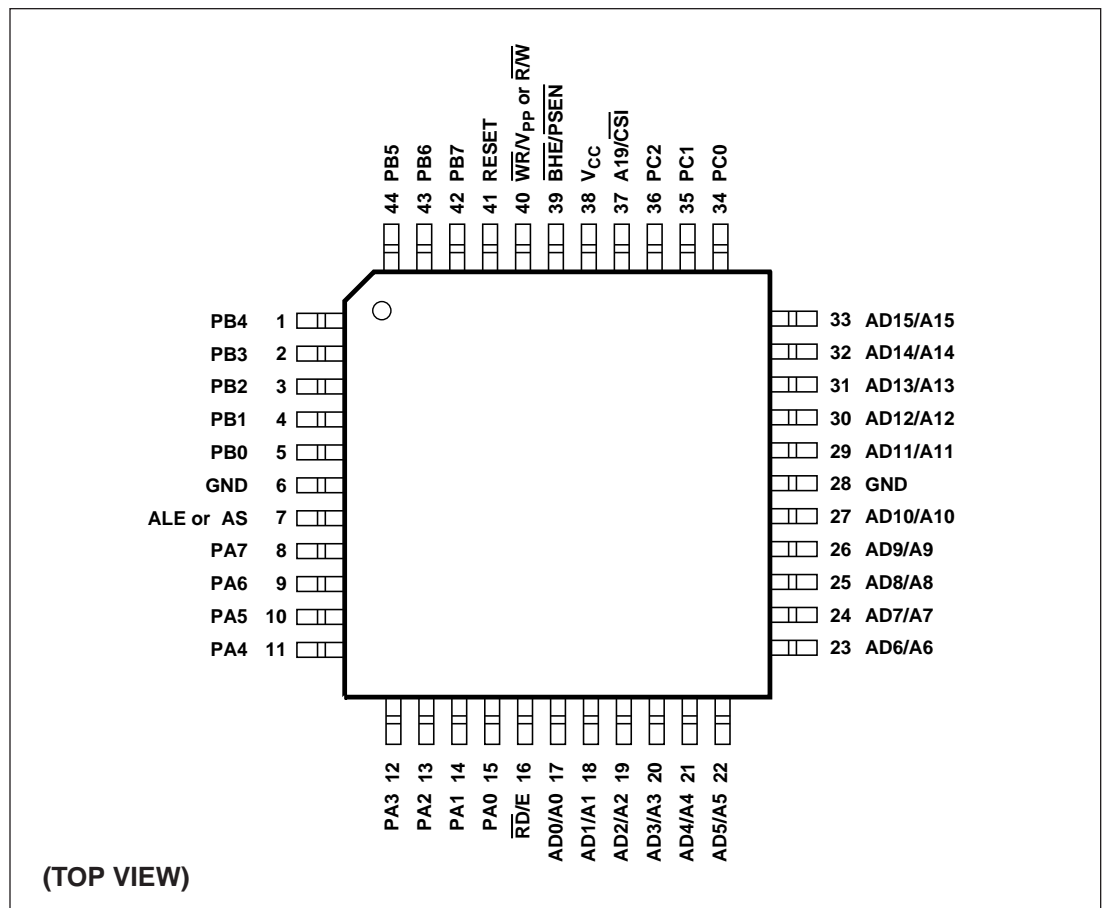 44 PB5
43 PB6
42 PB7
41 RESET
40 W̅R̅/VPP or R/W̅
39 B̅H̅E̅/P̅S̅E̅N̅
38 VCC
37 A19/C̅S̅I̅
36 PC2
35 PC1
34 PC0
PB4 1
PB3 2
PB2 3
PB1 4
PB0 5
GND 6
ALE or AS 7
PA7 8
PA6 9
PA5 10
PA4 11
33 AD15/A15
32 AD14/A14
31 AD13/A13
30 AD12/A12
29 AD11/A11
28 GND
27 AD10/A10
26 AD9/A9
25 AD8/A8
24 AD7/A7
23 AD6/A6
PA3 12
PA2 13
PA1 14
PA0 15
R̅D̅/E 16
AD0/A0 17
AD1/A1 18
AD2/A2 19
AD3/A3 20
AD4/A4 21
AD5/A5 22
(TOP VIEW)